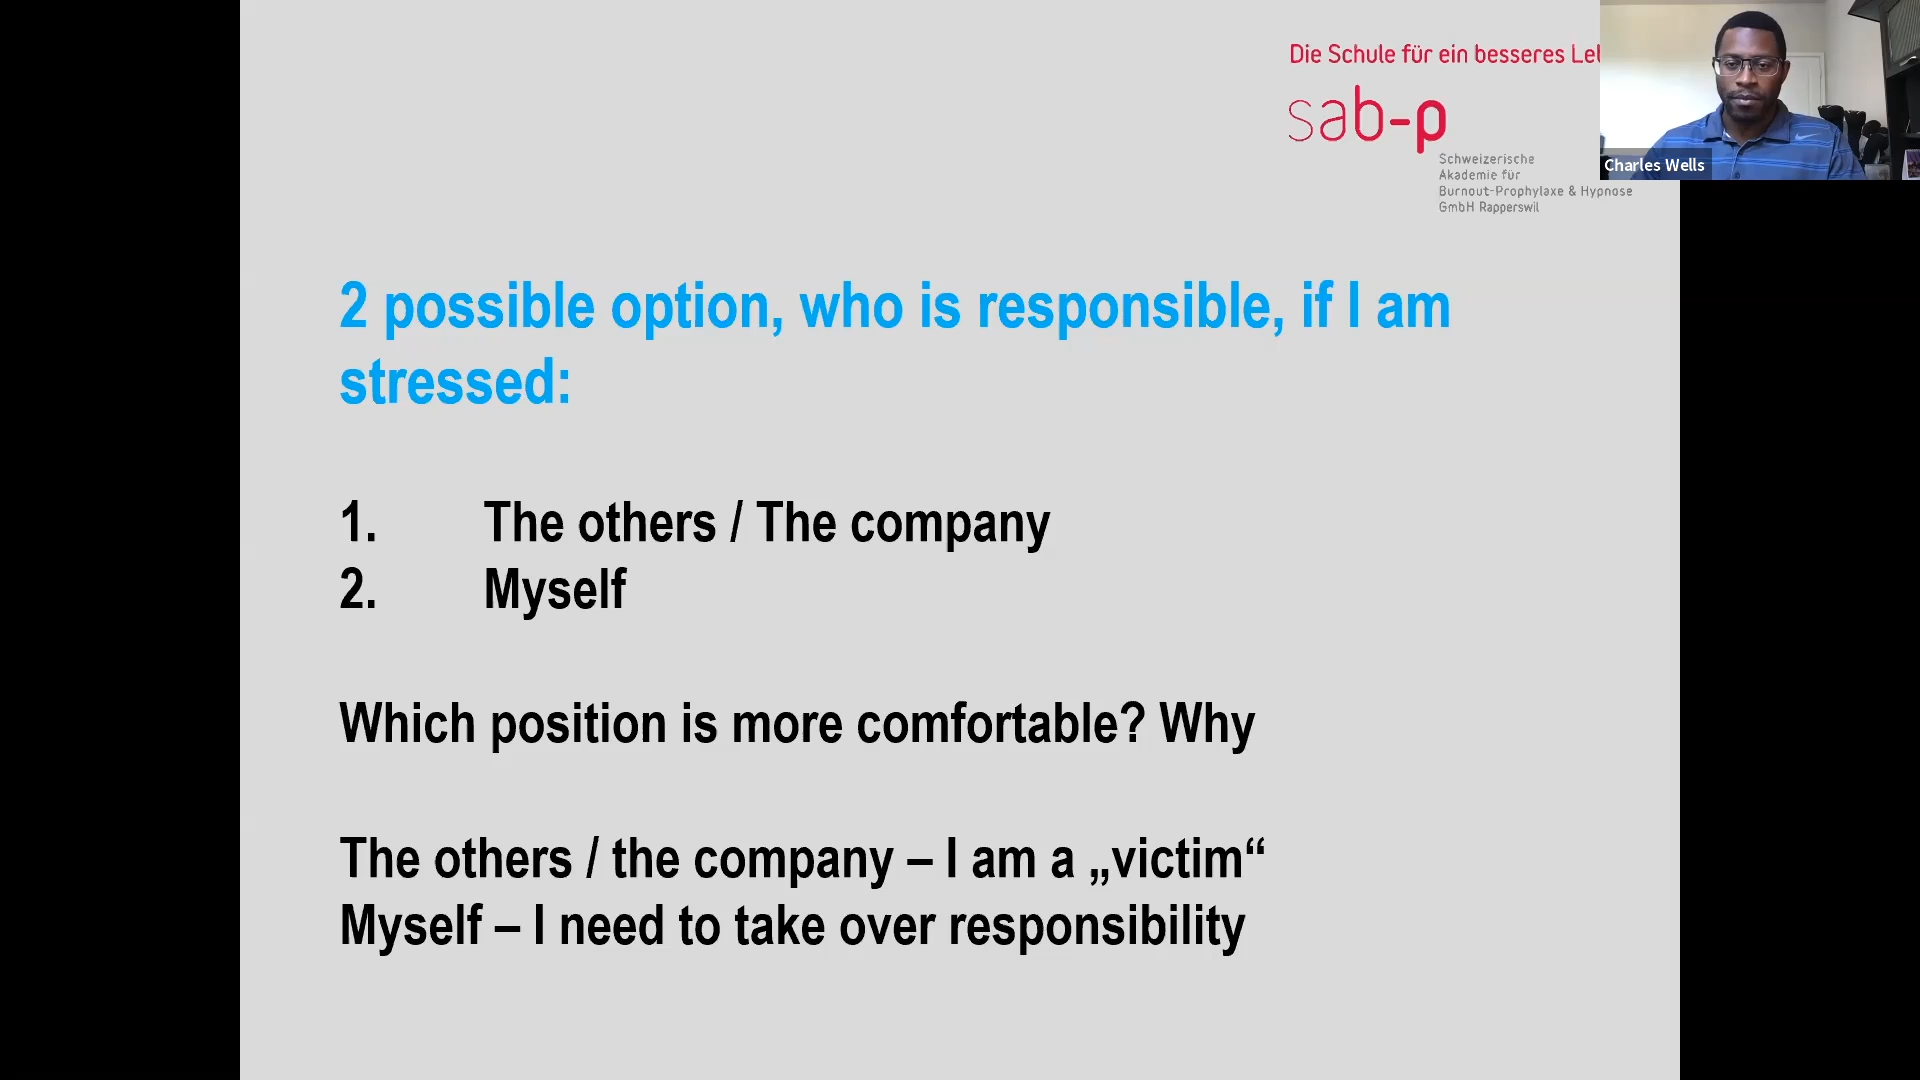 Die Schule für ein besseres
sab-p
Schweizerische
Akademie für
Burnout-Prophylaxe & Hypnose
GmbH Rapperswil
Charles Wells
2 possible option, who is responsible, if I am
stressed:
1. The others / The company
2. Myself
Which position is more comfortable? Why
The others / the company – I am a „victim“
Myself – I need to take over responsibility